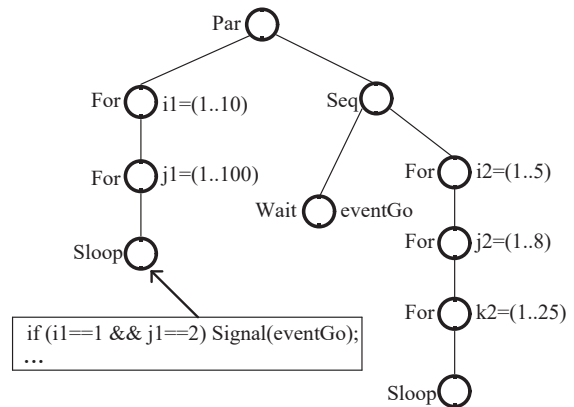 Par
For i1=(1..10)
Seq
For j1=(1..100)
For i2=(1..5)
Wait eventGo
For j2=(1..8)
Sloop
For k2=(1..25)
if (i1==1 && j1==2) Signal(eventGo);
...
Sloop